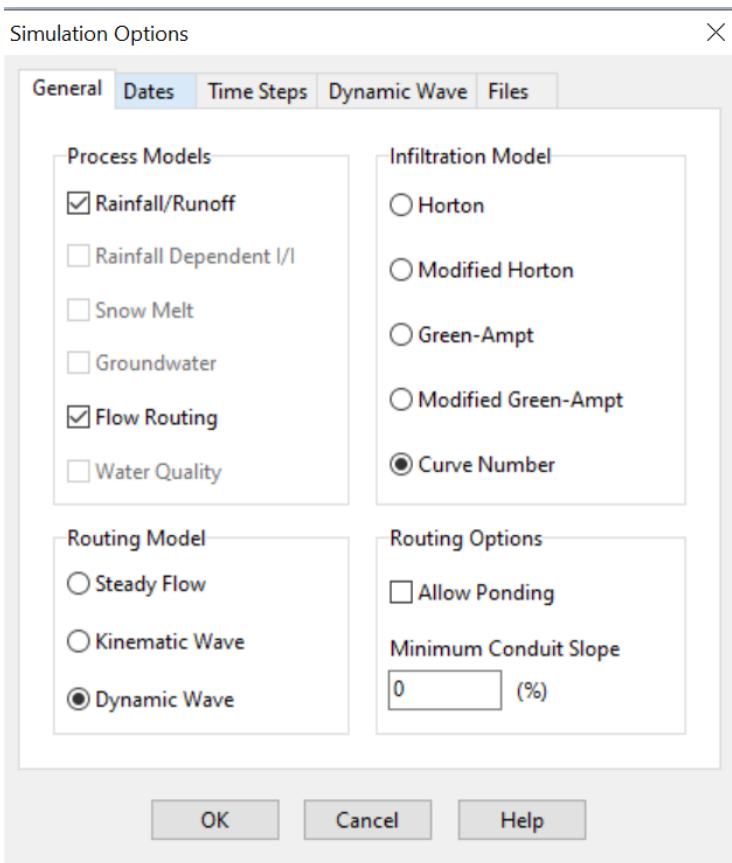 Simulation Options
General
Dates
Time Steps
Dynamic Wave
Files
Process Models
Rainfall/Runoff
Rainfall Dependent I/I
Snow Melt
Groundwater
Flow Routing
Water Quality
Infiltration Model
Horton
Modified Horton
Green-Ampt
Modified Green-Ampt
Curve Number
Routing Model
Steady Flow
Kinematic Wave
Dynamic Wave
Routing Options
Allow Ponding
Minimum Conduit Slope
0 (%)
OK
Cancel
Help